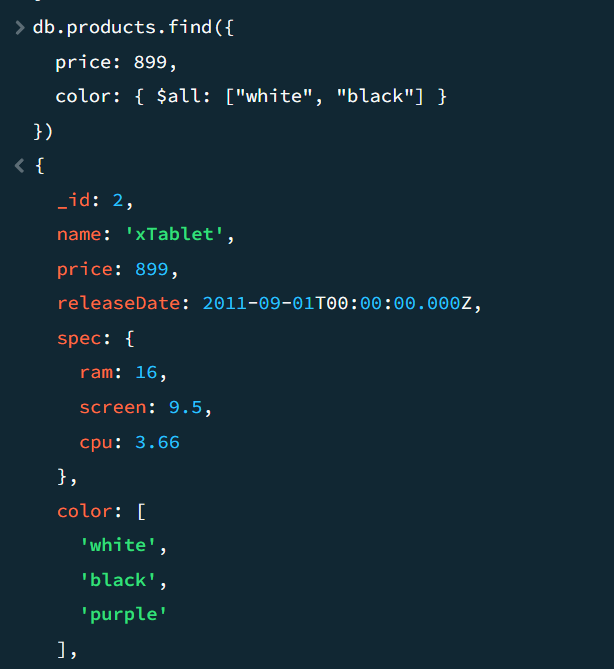 > db.products.find({
price: 899,
color: { $all: ["white", "black"] }
})
< {
_id: 2,
name: 'xTablet',
price: 899,
releaseDate: 2011-09-01T00:00:00.000Z,
spec: {
ram: 16,
screen: 9.5,
cpu: 3.66
},
color: [
'white',
'black',
'purple'
],